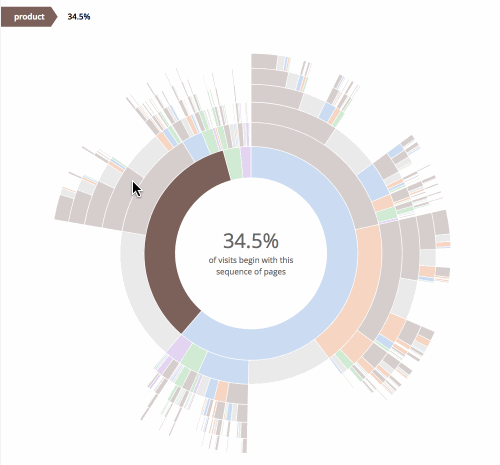 product 34.5%
34.5%
of visits begin with this
sequence of pages